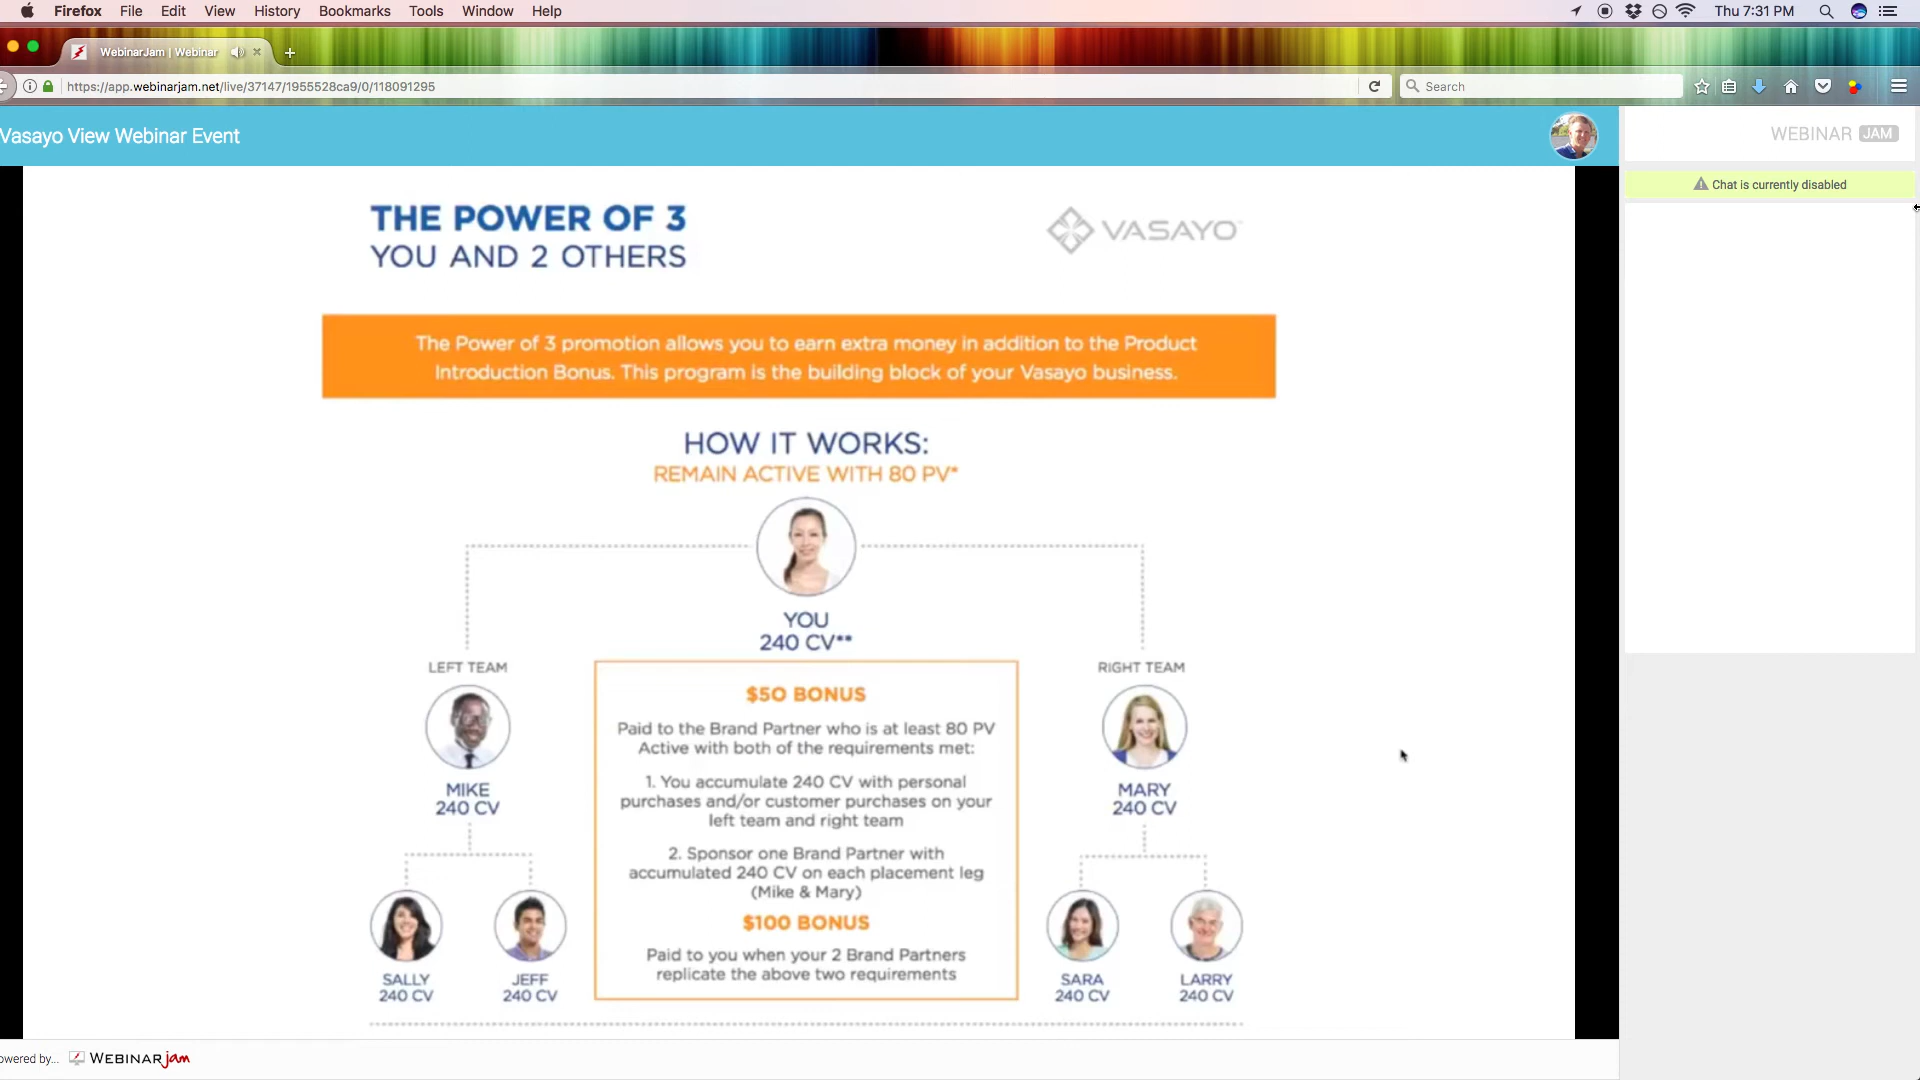 Firefox File Edit View History Bookmarks Tools Window Help Thu 7:31 PM
WebinarJam | Webinar
https://app.webinarjam.net/live/37147/1955528ca9/0/118091295
Search
Vasayo View Webinar Event
WEBINAR JAM
Chat is currently disabled
THE POWER OF 3
YOU AND 2 OTHERS
VASAYO
The Power of 3 promotion allows you to earn extra money in addition to the Product
Introduction Bonus. This program is the building block of your Vasayo business.
HOW IT WORKS:
REMAIN ACTIVE WITH 80 PV*
YOU
240 CV**
LEFT TEAM
MIKE
240 CV
SALLY
240 CV
JEFF
240 CV
$50 BONUS
Paid to the Brand Partner who is at least 80 PV
Active with both of the requirements met:
1. You accumulate 240 CV with personal
purchases and/or customer purchases on your
left team and right team
2. Sponsor one Brand Partner with
accumulated 240 CV on each placement leg
(Mike & Mary)
$100 BONUS
Paid to you when your 2 Brand Partners
replicate the above two requirements
RIGHT TEAM
MARY
240 CV
SARA
240 CV
LARRY
240 CV
owered by... WEBINARjam